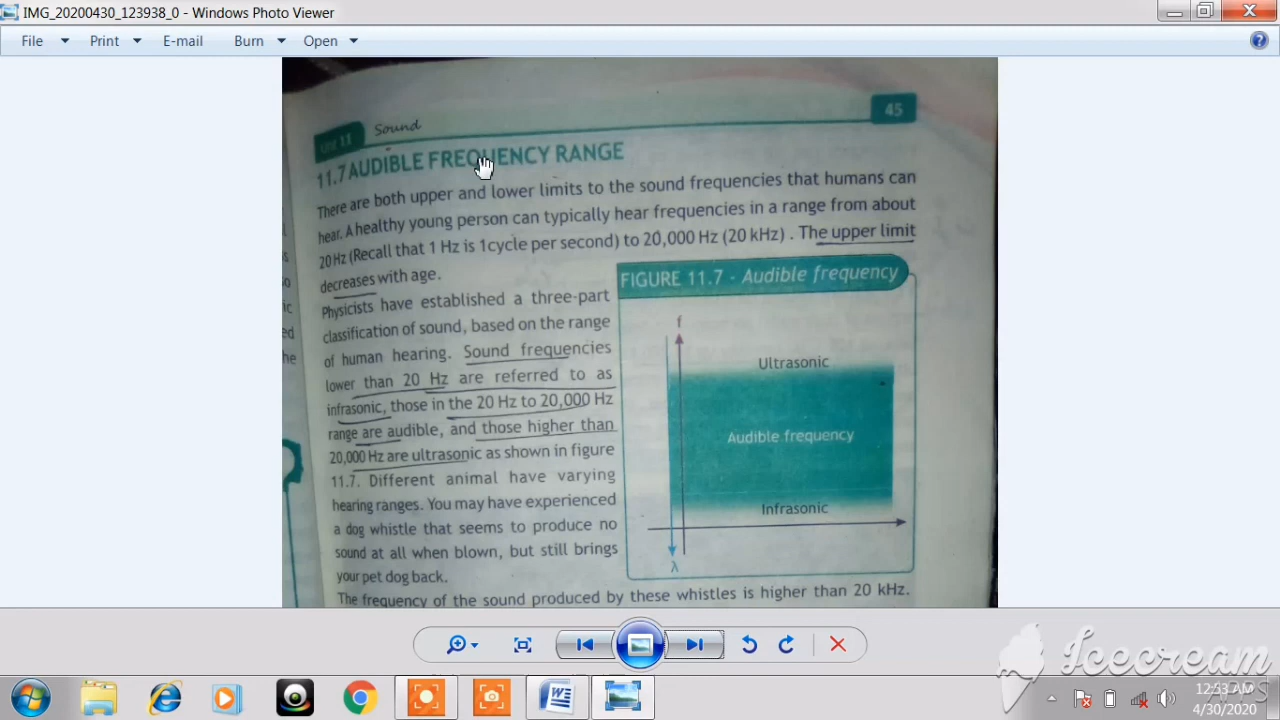 IMG_20200430_123938_0 - Windows Photo Viewer
File Print E-mail Burn Open
Unit 11 Sound 45
11.7 AUDIBLE FREQUENCY RANGE
There are both upper and lower limits to the sound frequencies that humans can
hear. A healthy young person can typically hear frequencies in a range from about
20 Hz (Recall that 1 Hz is 1cycle per second) to 20,000 Hz (20 kHz) . The upper limit
decreases with age.
Physicists have established a three-part
classification of sound, based on the range
of human hearing. Sound frequencies
lower than 20 Hz are referred to as
infrasonic, those in the 20 Hz to 20,000 Hz
range are audible, and those higher than
20,000 Hz are ultrasonic as shown in figure
11.7. Different animal have varying
hearing ranges. You may have experienced
a dog whistle that seems to produce no
sound at all when blown, but still brings
your pet dog back.
The frequency of the sound produced by these whistles is higher than 20 kHz.
FIGURE 11.7 - Audible frequency
f
Ultrasonic
Audible frequency
Infrasonic
λ
so
ic
ed
he
Icecream
APPS
12:53 AM
4/30/2020